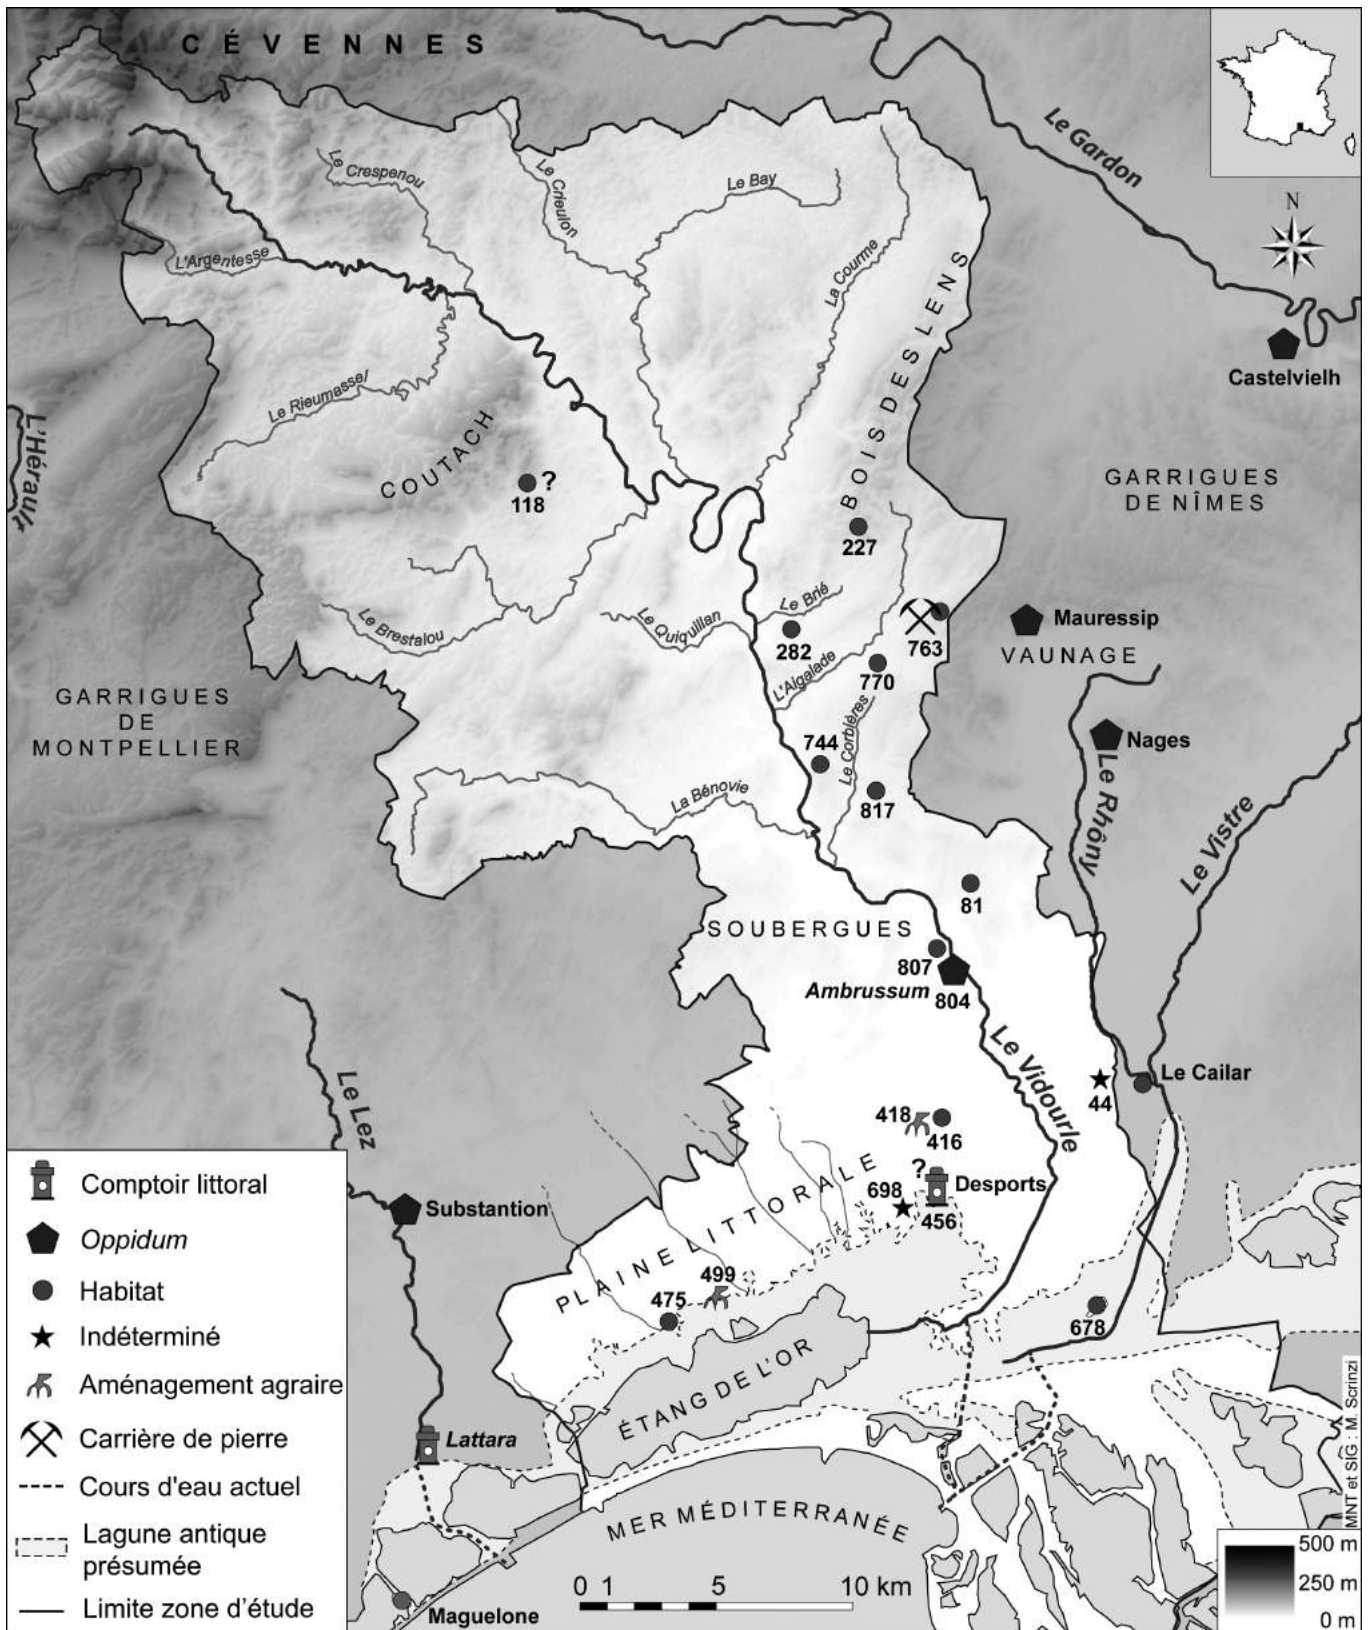 CÉVENNES
N
Le Gardon
Le Crespenou
Le Crieulon
Le Bay
La Courme
L'Argentesse
BOIS DES LENS
Castelvielh
Le Rieumassel
L'Hérault
COUTACH
?
118
GARRIGUES
DE NÎMES
227
Le Brié
Le Brestalou
Le Quiquillan
282
763
Mauressip
VAUNAGE
L'Aigalade
770
GARRIGUES
DE
MONTPELLIER
Le Corbières
744
Nages
Le Rhôny
La Bénovie
817
Le Vistre
81
SOUBERGUES
807
Ambrussum
804
Le Vidourle
Le Lez
Le Cailar
44
418
416
PLAINE LITTORALE
?
Desports
698
456
Substantion
499
475
678
ÉTANG DE L'OR
Lattara
MER MÉDITERRANÉE
Maguelone
Comptoir littoral
Oppidum
Habitat
Indéterminé
Aménagement agraire
Carrière de pierre
Cours d'eau actuel
Lagune antique
présumée
Limite zone d'étude
0 1 5 10 km
500 m
250 m
0 m
MNT et SIG : M. Scrinzi